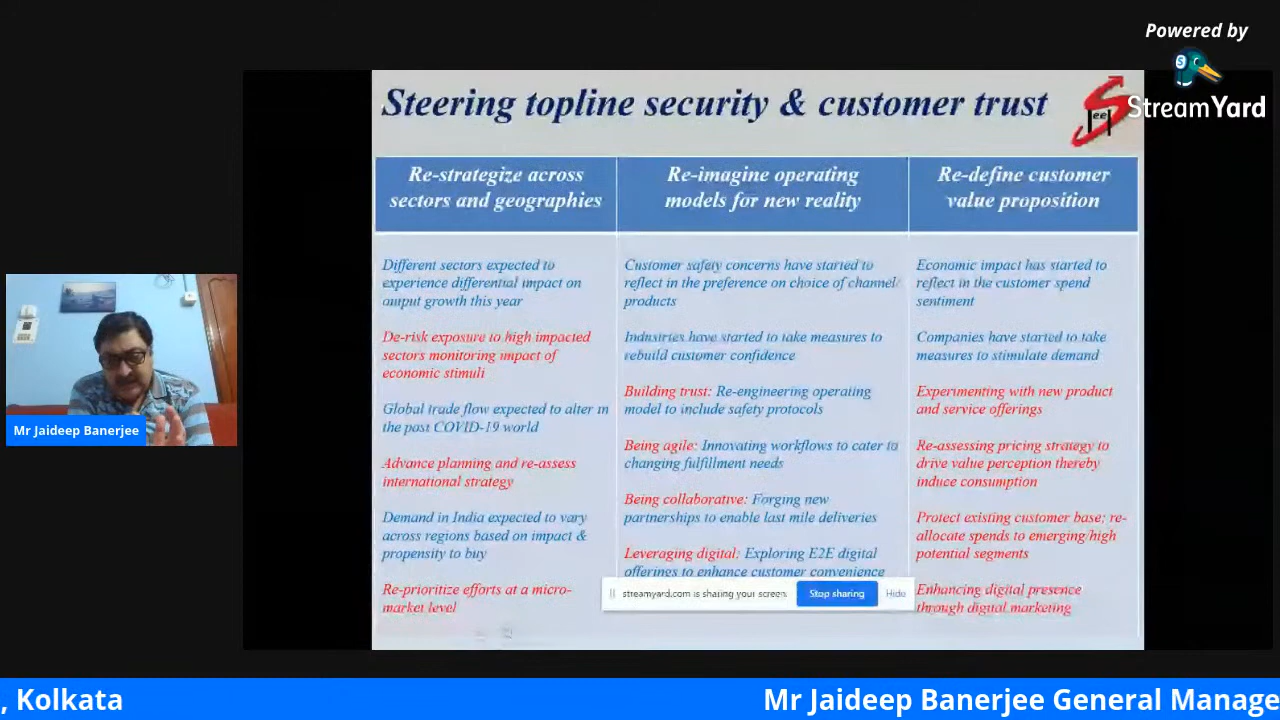 Powered by
StreamYard
Steering topline security & customer trust
Re-strategize across
sectors and geographies
Different sectors expected to
experience differential impact on
output growth this year
De-risk exposure to high impacted
sectors monitoring impact of
economic stimuli
Global trade flow expected to alter in
the post COVID-19 world
Advance planning and re-assess
international strategy
Demand in India expected to vary
across regions based on impact &
propensity to buy
Re-prioritize efforts at a micro-
market level
Re-imagine operating
models for new reality
Customer safety concerns have started to
reflect in the preference on choice of channel/
products
Industries have started to take measures to
rebuild customer confidence
Building trust: Re-engineering operating
model to include safety protocols
Being agile: Innovating workflows to cater to
changing fulfillment needs
Being collaborative: Forging new
partnerships to enable last mile deliveries
Leveraging digital: Exploring E2E digital
offerings to enhance customer convenience
Re-define customer
value proposition
Economic impact has started to
reflect in the customer spend
sentiment
Companies have started to take
measures to stimulate demand
Experimenting with new product
and service offerings
Re-assessing pricing strategy to
drive value perception thereby
induce consumption
Protect existing customer base; re-
allocate spends to emerging/high
potential segments
Enhancing digital presence
through digital marketing
streamyard.com is sharing your screen.
Stop sharing
Hide
Mr Jaideep Banerjee
, Kolkata
Mr Jaideep Banerjee General Manage